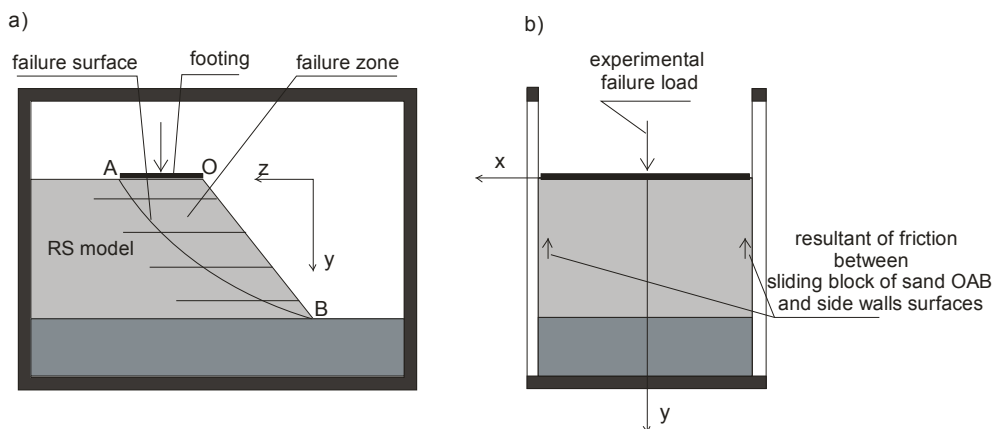 a)
failure surface
footing
failure zone
A
O
z
RS model
y
B
b)
experimental
failure load
x
resultant of friction
between
sliding block of sand OAB
and side walls surfaces
y